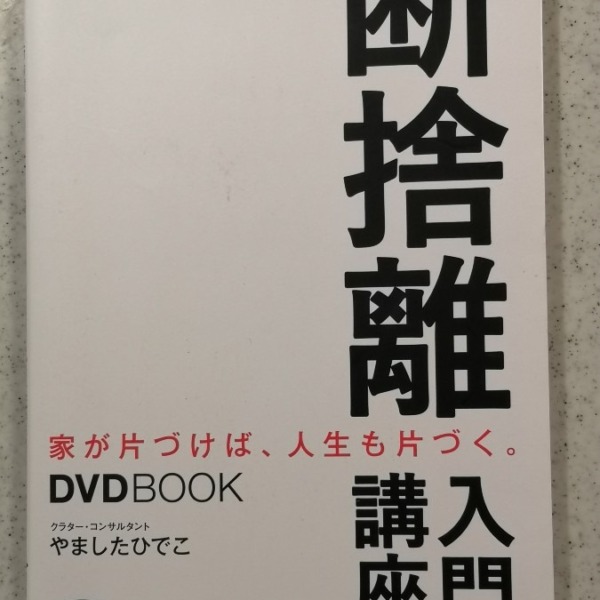 断捨離
入門
講座
家が片づけば、人生も片づく。
DVDBOOK
クラター・コンサルタント
やましたひでこ